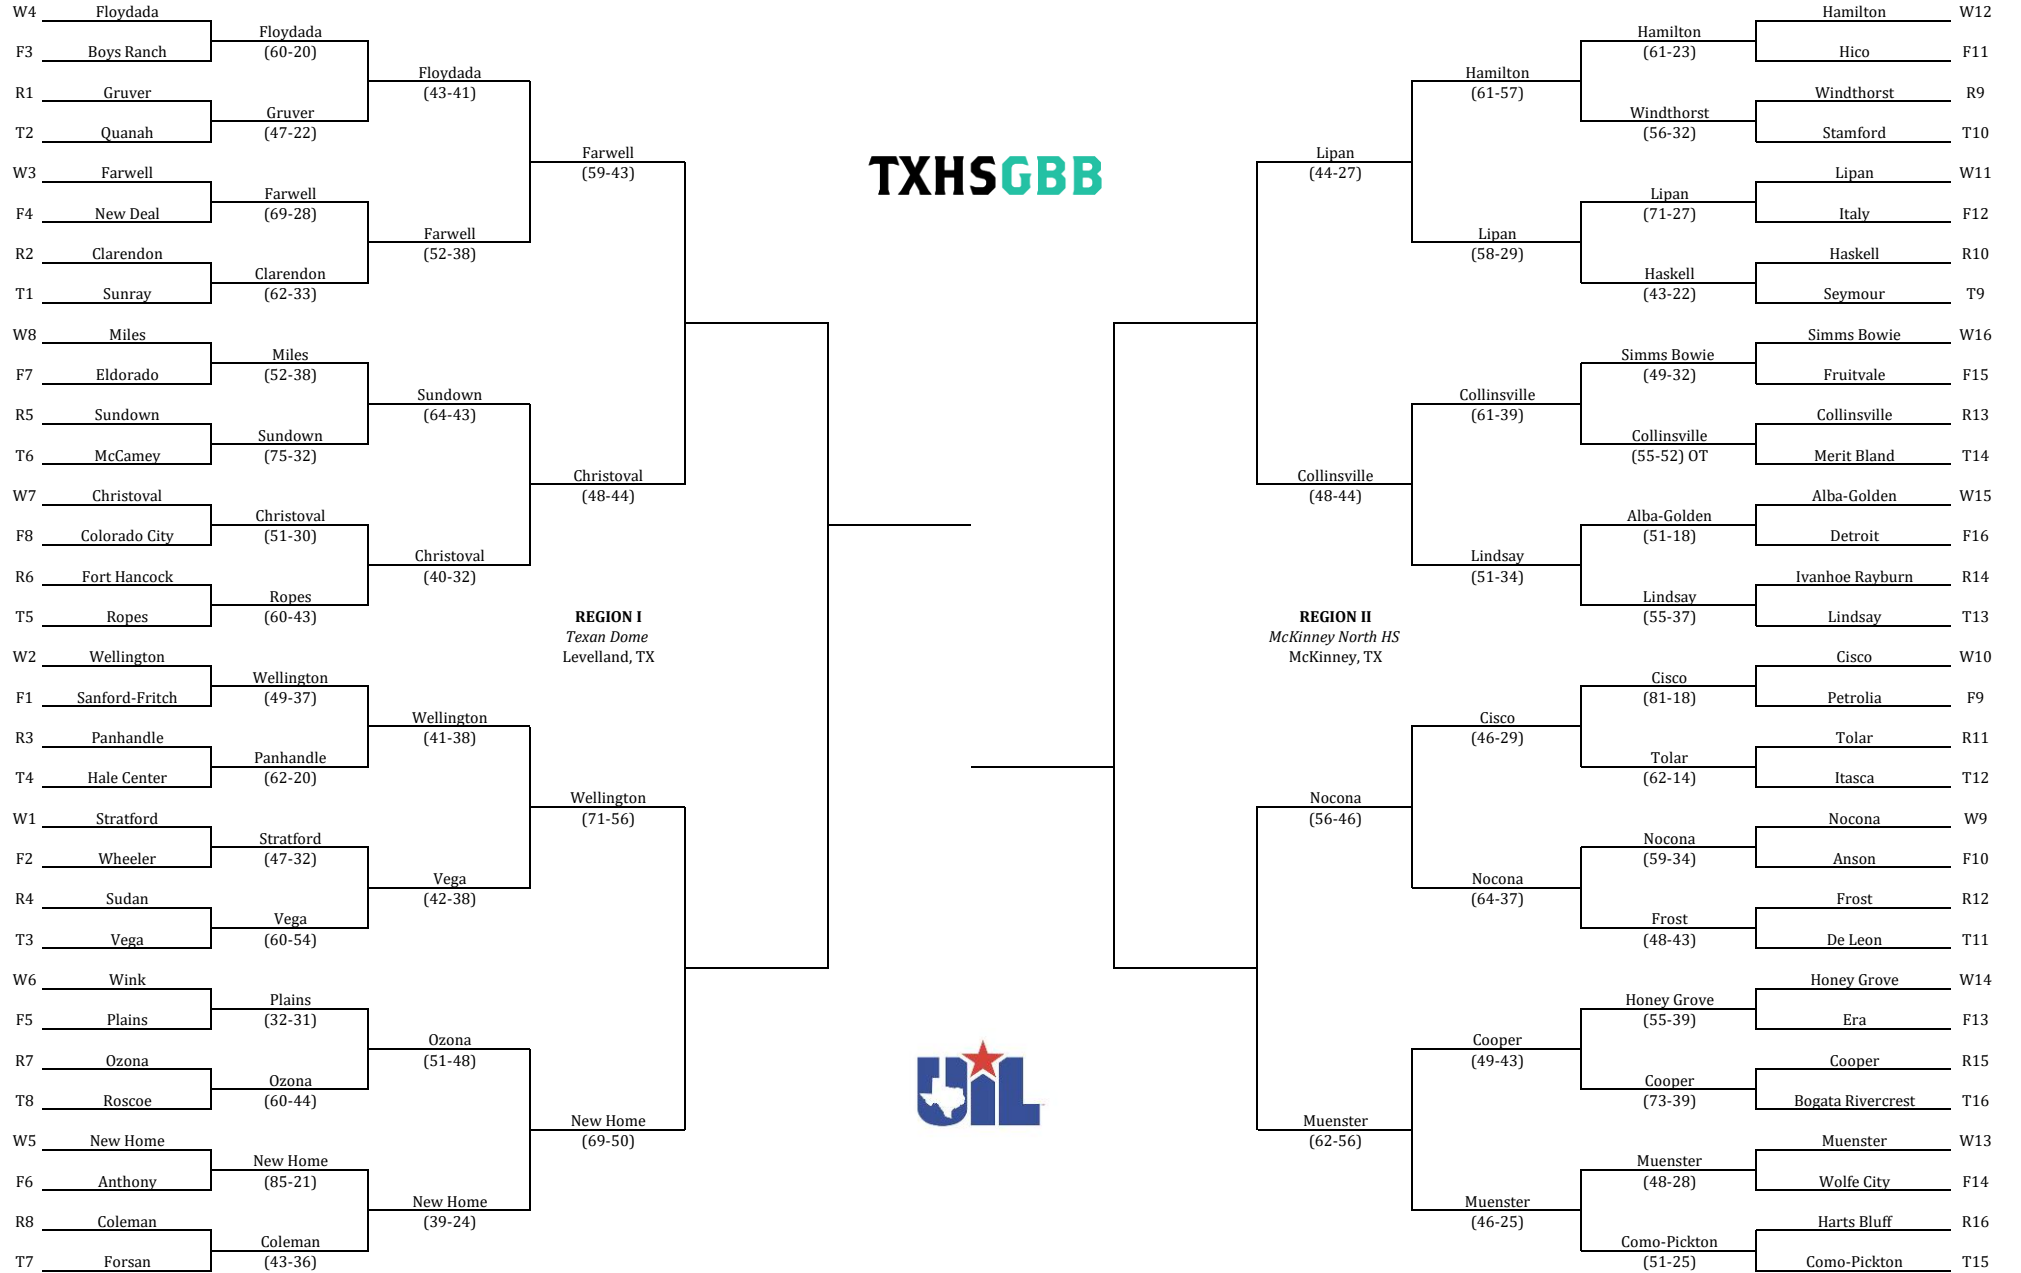 W4 Floydada
Floydada
(60-20)
F3 Boys Ranch
Floydada
(43-41)
R1 Gruver
Gruver
(47-22)
T2 Quanah
Farwell
(59-43)
W3 Farwell
Farwell
(69-28)
F4 New Deal
Farwell
(52-38)
R2 Clarendon
Clarendon
(62-33)
T1 Sunray
W8 Miles
Miles
(52-38)
F7 Eldorado
Sundown
(64-43)
R5 Sundown
Sundown
(75-32)
T6 McCamey
Christoval
(48-44)
W7 Christoval
Christoval
(51-30)
F8 Colorado City
Christoval
(40-32)
R6 Fort Hancock
Ropes
(60-43)
T5 Ropes
REGION I
Texan Dome
Levelland, TX
W2 Wellington
Wellington
(49-37)
F1 Sanford-Fritch
Wellington
(41-38)
R3 Panhandle
Panhandle
(62-20)
T4 Hale Center
Wellington
(71-56)
W1 Stratford
Stratford
(47-32)
F2 Wheeler
Vega
(42-38)
R4 Sudan
Vega
(60-54)
T3 Vega
W6 Wink
Plains
(32-31)
F5 Plains
Ozona
(51-48)
R7 Ozona
Ozona
(60-44)
T8 Roscoe
New Home
(69-50)
W5 New Home
New Home
(85-21)
F6 Anthony
New Home
(39-24)
R8 Coleman
Coleman
(43-36)
T7 Forsan
TXHSGBB
UIL
Hamilton W12
Hamilton
(61-23)
Hico F11
Hamilton
(61-57)
Windthorst R9
Windthorst
(56-32)
Stamford T10
Lipan
(44-27)
Lipan W11
Lipan
(71-27)
Italy F12
Lipan
(58-29)
Haskell R10
Haskell
(43-22)
Seymour T9
Simms Bowie W16
Simms Bowie
(49-32)
Fruitvale F15
Collinsville
(61-39)
Collinsville R13
Collinsville
(55-52) OT
Merit Bland T14
Collinsville
(48-44)
Alba-Golden W15
Alba-Golden
(51-18)
Detroit F16
Lindsay
(51-34)
Ivanhoe Rayburn R14
Lindsay
(55-37)
Lindsay T13
REGION II
McKinney North HS
McKinney, TX
Cisco W10
Cisco
(81-18)
Petrolia F9
Cisco
(46-29)
Tolar R11
Tolar
(62-14)
Itasca T12
Nocona
(56-46)
Nocona W9
Nocona
(59-34)
Anson F10
Nocona
(64-37)
Frost R12
Frost
(48-43)
De Leon T11
Honey Grove W14
Honey Grove
(55-39)
Era F13
Cooper
(49-43)
Cooper R15
Cooper
(73-39)
Bogata Rivercrest T16
Muenster
(62-56)
Muenster W13
Muenster
(48-28)
Wolfe City F14
Muenster
(46-25)
Harts Bluff R16
Como-Pickton
(51-25)
Como-Pickton T15